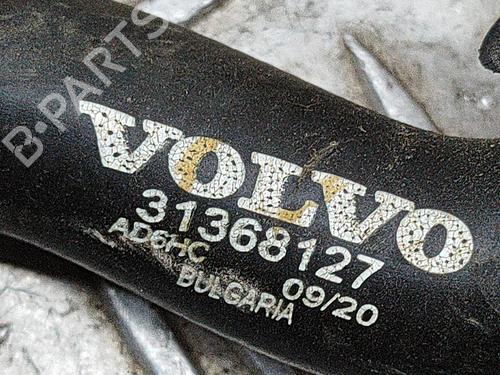 B-PARTS
VOLVO
31368127
AD6HC 09/20
BULGARIA